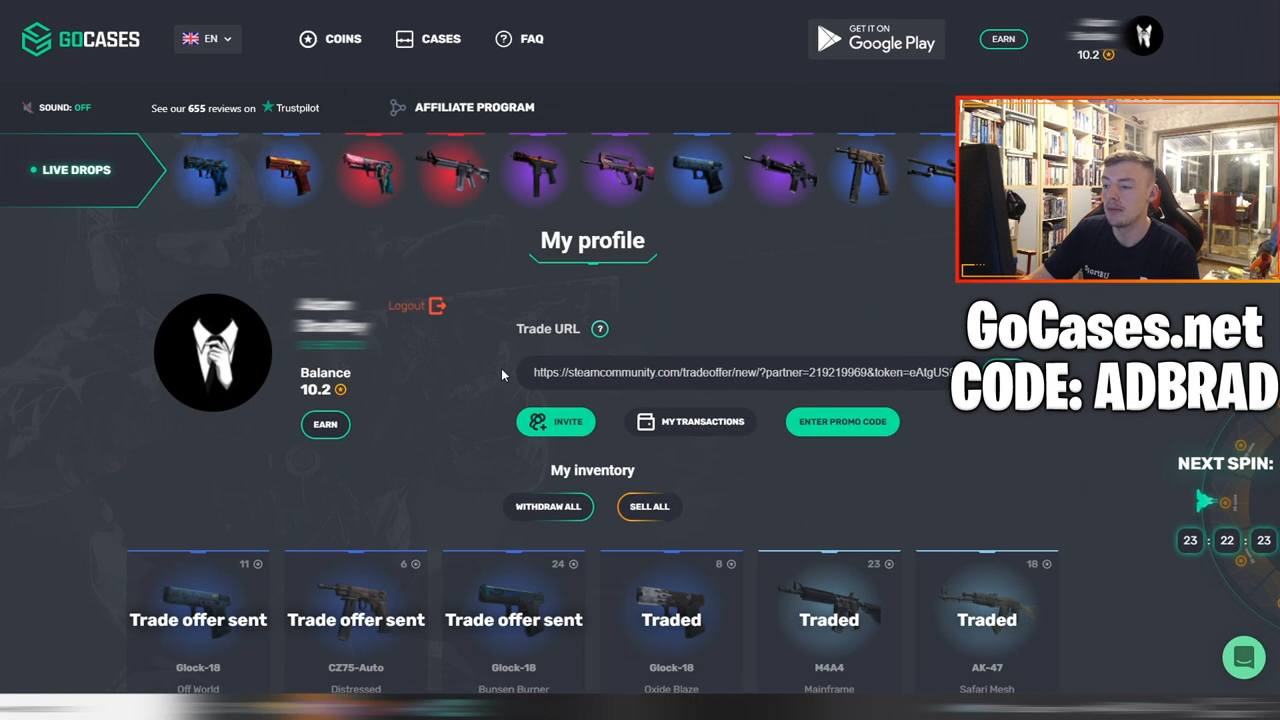 GOCASES
EN
COINS
CASES
FAQ
GET IT ON
Google Play
EARN
10.2
SOUND: OFF
See our 655 reviews on Trustpilot
AFFILIATE PROGRAM
LIVE DROPS
My profile
Logout
Trade URL ?
Balance
10.2
https://steamcommunity.com/tradeoffer/new/?partner=219219969&token=eAtgUS
GoCases.net
CODE: ADBRAD
EARN
INVITE
MY TRANSACTIONS
ENTER PROMO CODE
My inventory
NEXT SPIN:
WITHDRAW ALL
SELL ALL
23 : 22 : 23
11
6
24
8
23
18
Trade offer sent
Trade offer sent
Trade offer sent
Traded
Traded
Traded
Glock-18
CZ75-Auto
Glock-18
Glock-18
M4A4
AK-47
Off World
Distressed
Bunsen Burner
Oxide Blaze
Mainframe
Safari Mesh